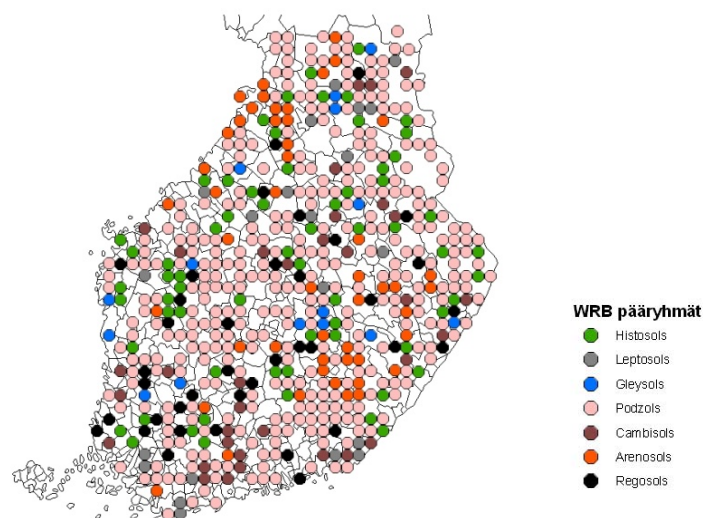 WRB pääryhmät
Histosols
Leptosols
Gleysols
Podzols
Cambisols
Arenosols
Regosols